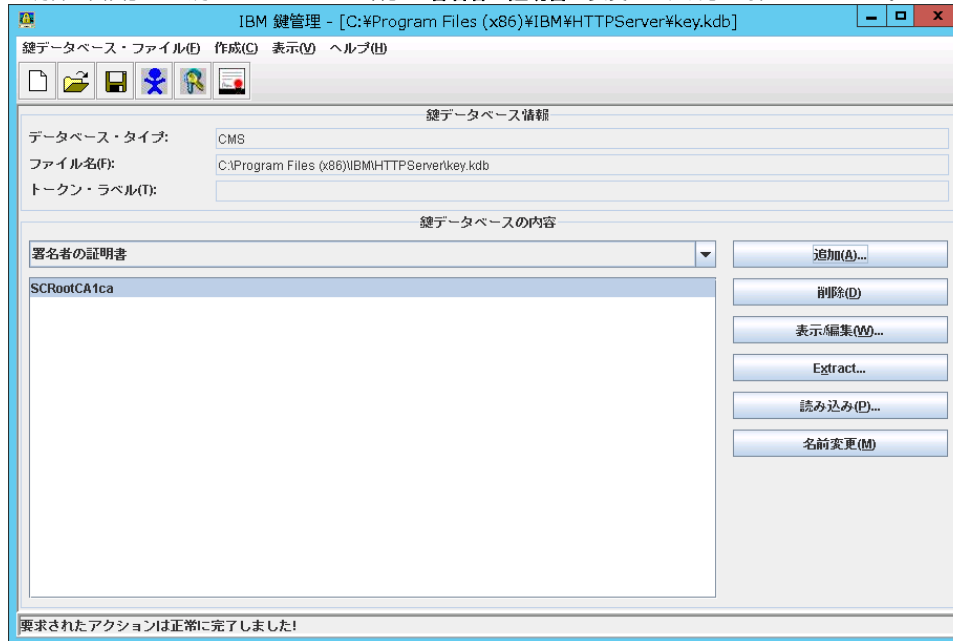 IBM 鍵管理 - [C:¥Program Files (x86)¥IBM¥HTTPServer¥key.kdb]
鍵データベース・ファイル(F) 作成(C) 表示(V) ヘルプ(H)
鍵データベース情報
データベース・タイプ: CMS
ファイル名(F): C:\Program Files (x86)\IBM\HTTPServer\key.kdb
トークン・ラベル(T):
鍵データベースの内容
署名者の証明書
追加(A)...
SCRootCA1ca
削除(D)
表示/編集(W)...
Extract...
読み込み(P)...
名前変更(M)
要求されたアクションは正常に完了しました!